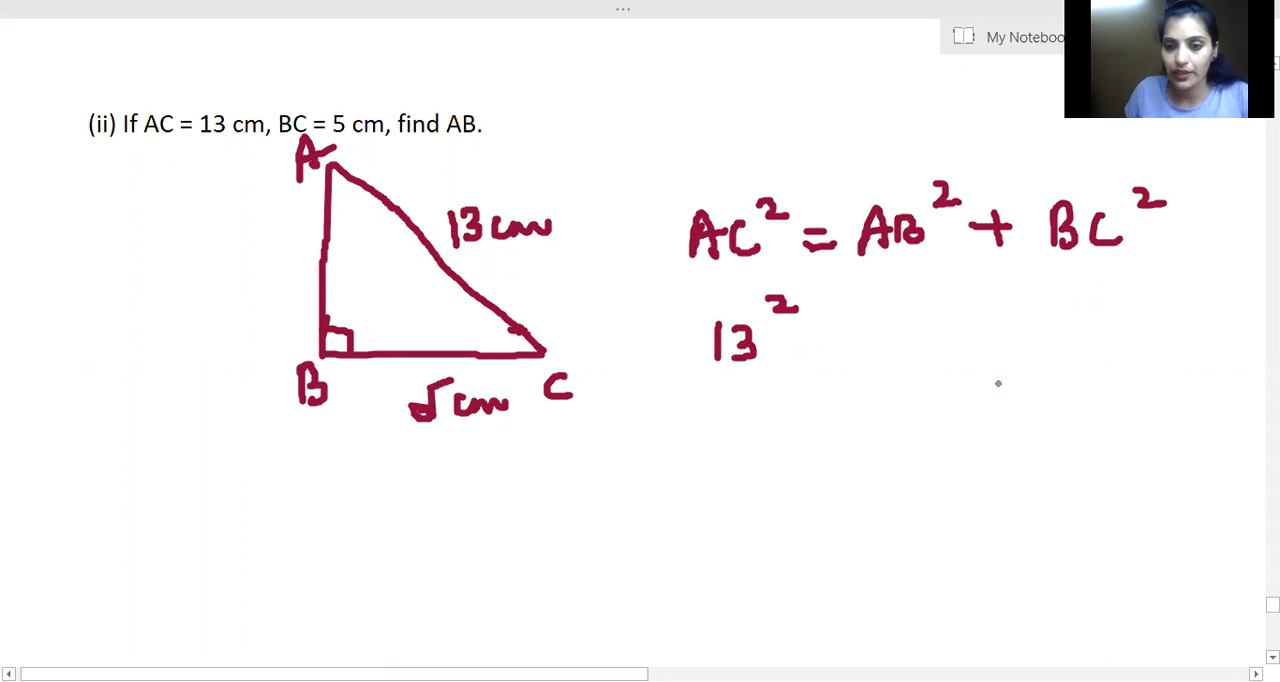 My Noteboo
(ii) If AC = 13 cm, BC = 5 cm, find AB.
A
13 cm
B
5 cm
C
AC² = AB² + BC²
13²